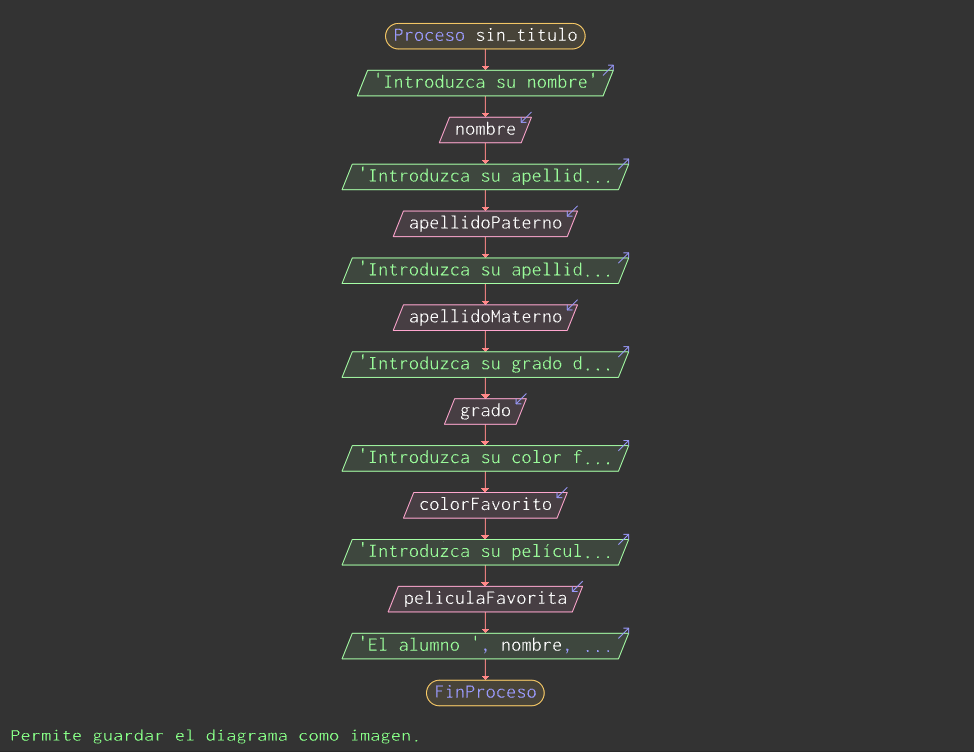 Proceso sin_titulo
'Introduzca su nombre'
nombre
'Introduzca su apellid...
apellidoPaterno
'Introduzca su apellid...
apellidoMaterno
'Introduzca su grado d...
grado
'Introduzca su color f...
colorFavorito
'Introduzca su películ...
peliculaFavorita
'El alumno ', nombre, ...
FinProceso
Permite guardar el diagrama como imagen.